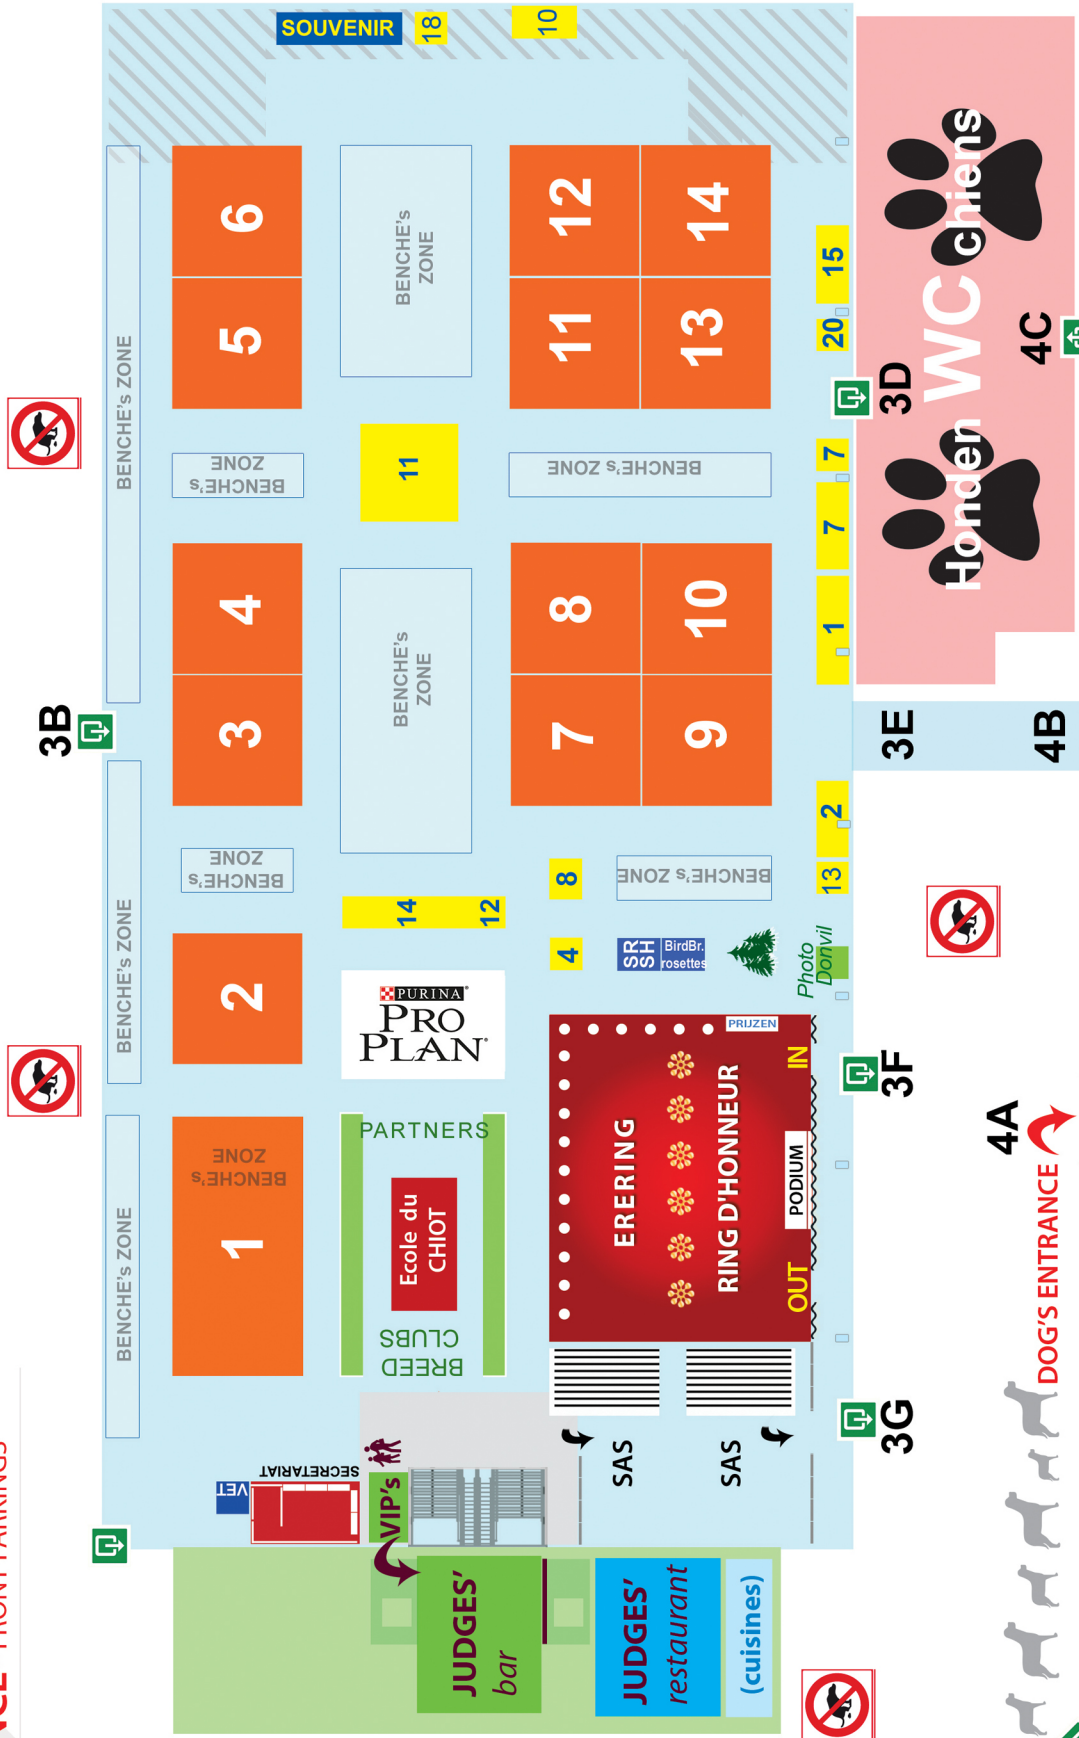 SOUVENIR
18
10
BENCHE's ZONE
6
5
BENCHE's
ZONE
12
14
11
13
15
20
3D
Honden WC chiens
4C
BENCHE's
ZONE
11
BENCHE's ZONE
7
7
1
3B
4
3
BENCHE's
ZONE
8
10
7
9
3E
4B
BENCHE's ZONE
BENCHE's
ZONE
14
12
8
4
BENCHE's ZONE
2
13
SR
SH
BirdBr.
rosettes
Photo
Donvil
2
PURINA
PRO
PLAN
PRIJZEN
BENCHE's ZONE
1
BENCHE's
ZONE
PARTNERS
Ecole du
CHIOT
BREED
CLUBS
ERERING
RING D'HONNEUR
IN
PODIUM
OUT
3F
4A
DOG'S ENTRANCE
3G
SAS
SAS
VET
SECRETARIAT
VIP's
JUDGES'
bar
JUDGES'
restaurant
(cuisines)